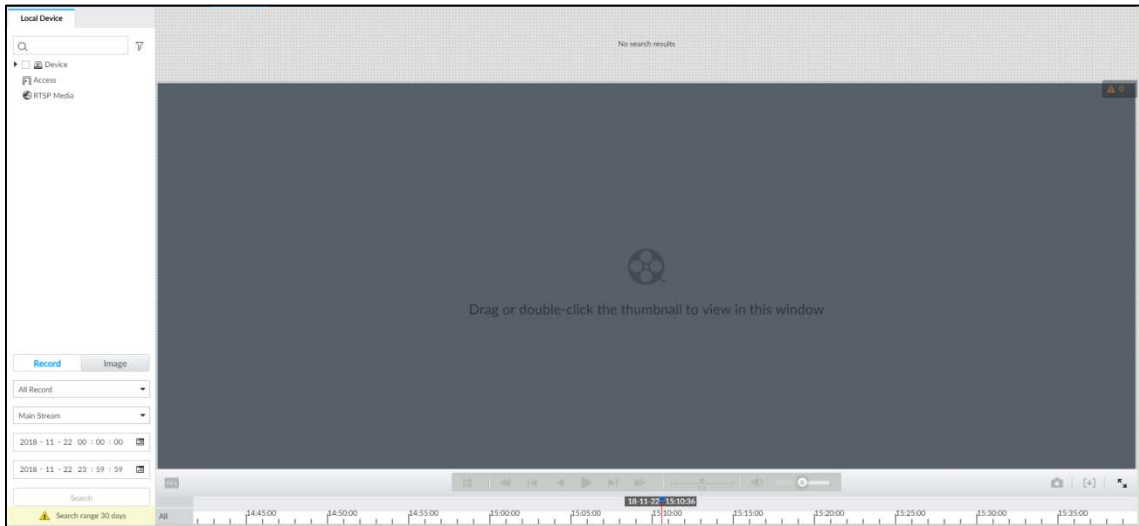 Local Device
No search results
Device
Access
RTSP Media
0
Drag or double-click the thumbnail to view in this window
Record Image
All Record
Main Stream
2018 - 11 - 22 00 : 00 : 00
2018 - 11 - 22 23 : 59 : 59
Search
Search range 30 days
18-11-22 15:10:36
All 14:45:00 14:50:00 14:55:00 15:00:00 15:05:00 15:10:00 15:15:00 15:20:00 15:25:00 15:30:00 15:35:00